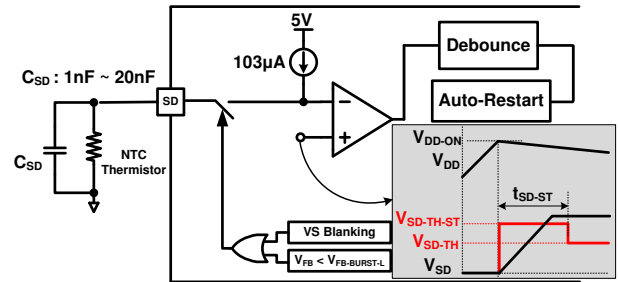 5V
103µA
C_SD : 1nF ~ 20nF
SD
−
+
Debounce
Auto-Restart
C_SD
NTC
Thermistor
VS Blanking
V_FB < V_FB-BURST-L
V_DD-ON
V_DD
t_SD-ST
V_SD-TH-ST
V_SD-TH
V_SD